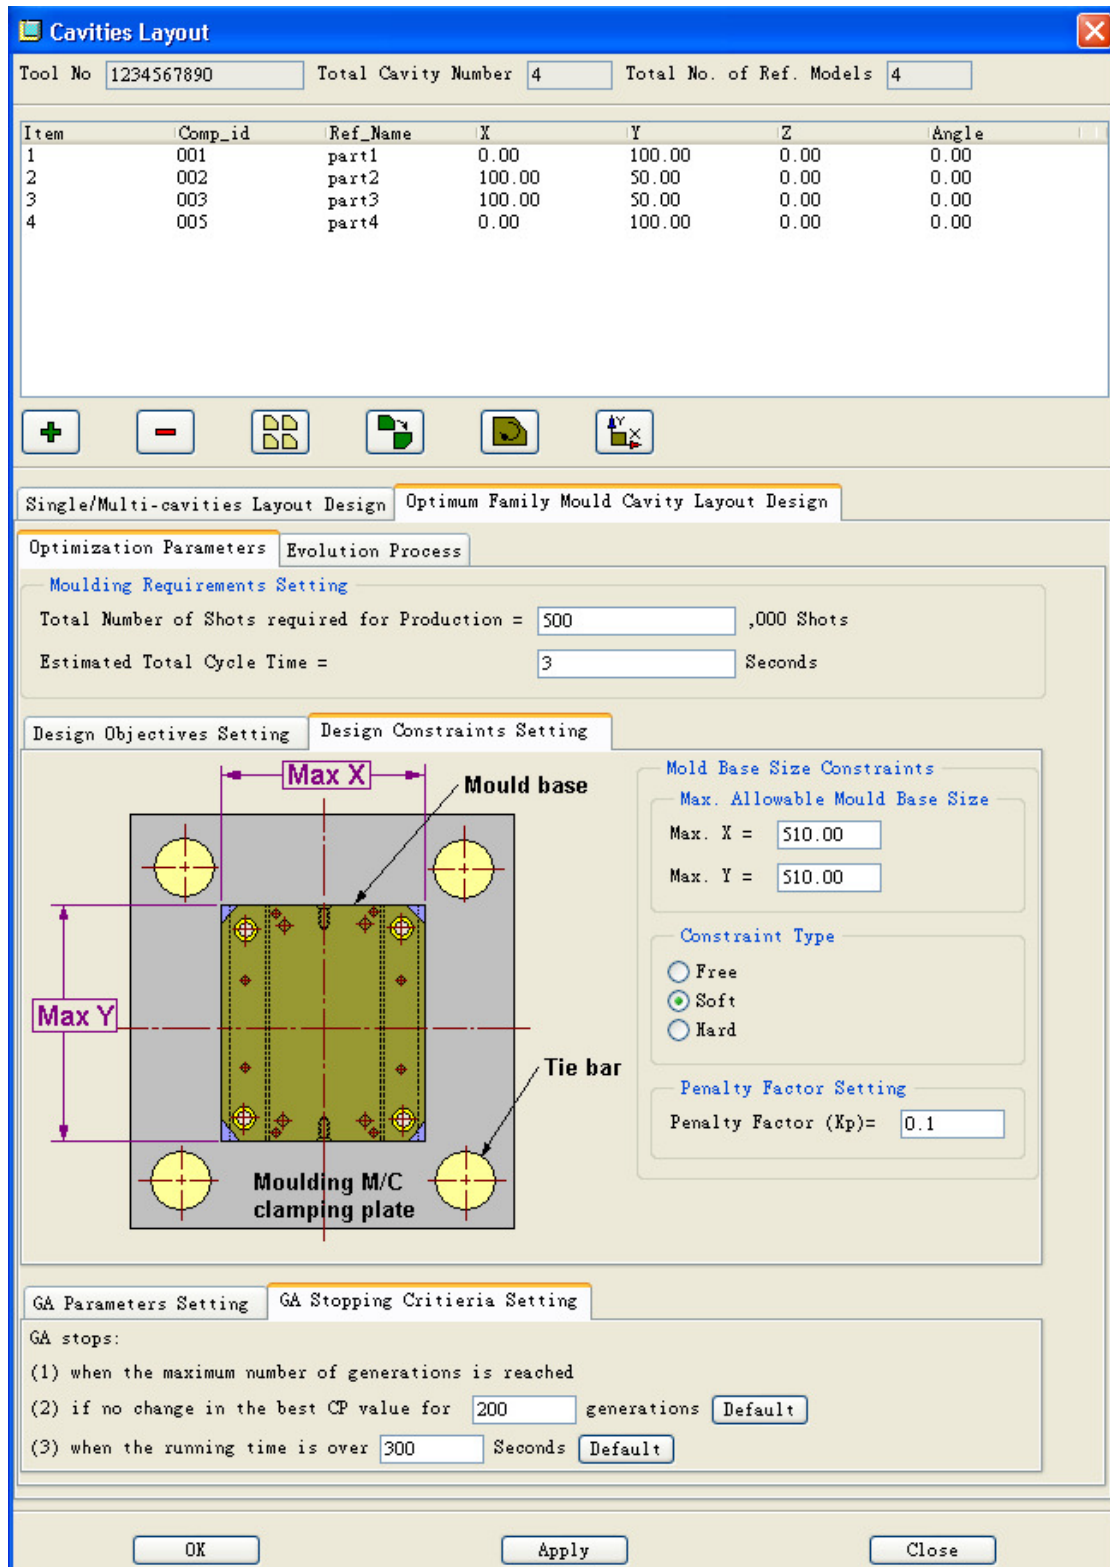 Cavities Layout
Tool No 1234567890 Total Cavity Number 4 Total No. of Ref. Models 4
Item Comp_id Ref_Name X Y Z Angle
1 001 part1 0.00 100.00 0.00 0.00
2 002 part2 100.00 50.00 0.00 0.00
3 003 part3 100.00 50.00 0.00 0.00
4 005 part4 0.00 100.00 0.00 0.00
Y
X
Single/Multi-cavities Layout Design Optimum Family Mould Cavity Layout Design
Optimization Parameters Evolution Process
Moulding Requirements Setting
Total Number of Shots required for Production = 500 ,000 Shots
Estimated Total Cycle Time = 3 Seconds
Design Objectives Setting Design Constraints Setting
Max X
Mould base
Max Y
Tie bar
Moulding M/C
clamping plate
Mold Base Size Constraints
Max. Allowable Mould Base Size
Max. X = 510.00
Max. Y = 510.00
Constraint Type
Free
Soft
Hard
Penalty Factor Setting
Penalty Factor (Kp)= 0.1
GA Parameters Setting GA Stopping Critieria Setting
GA stops:
(1) when the maximum number of generations is reached
(2) if no change in the best CP value for 200 generations Default
(3) when the running time is over 300 Seconds Default
OK Apply Close